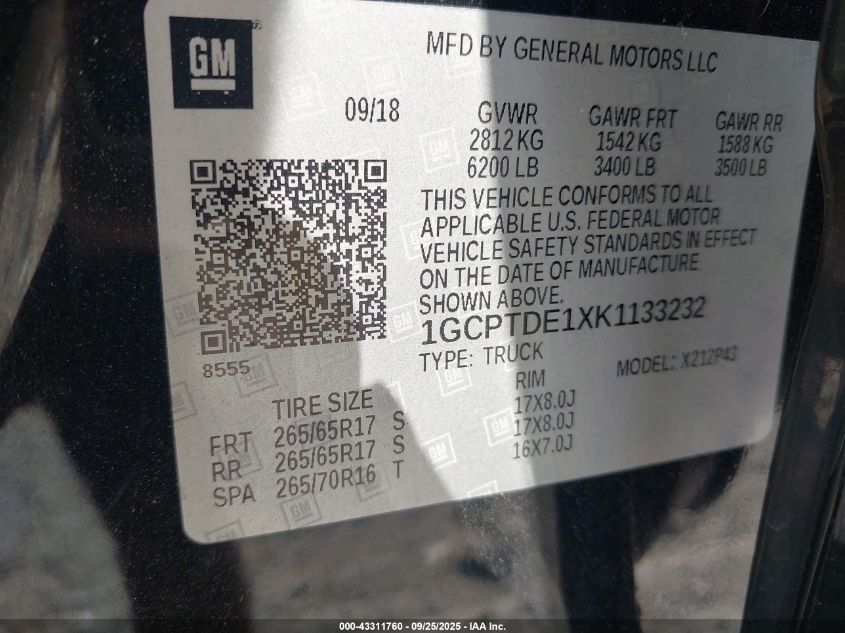 GM
MFD BY GENERAL MOTORS LLC
09/18
GVWR GAWR FRT GAWR RR
2812 KG 1542 KG 1588 KG
6200 LB 3400 LB 3500 LB
THIS VEHICLE CONFORMS TO ALL
APPLICABLE U.S. FEDERAL MOTOR
VEHICLE SAFETY STANDARDS IN EFFECT
ON THE DATE OF MANUFACTURE
SHOWN ABOVE.
1GCPTDE1XK1133232
TYPE: TRUCK MODEL: X212P43
8555
TIRE SIZE RIM
FRT 265/65R17 S 17X8.0J
RR 265/65R17 S 17X8.0J
SPA 265/70R16 T 16X7.0J
000-43311760 - 09/25/2025 - IAA Inc.